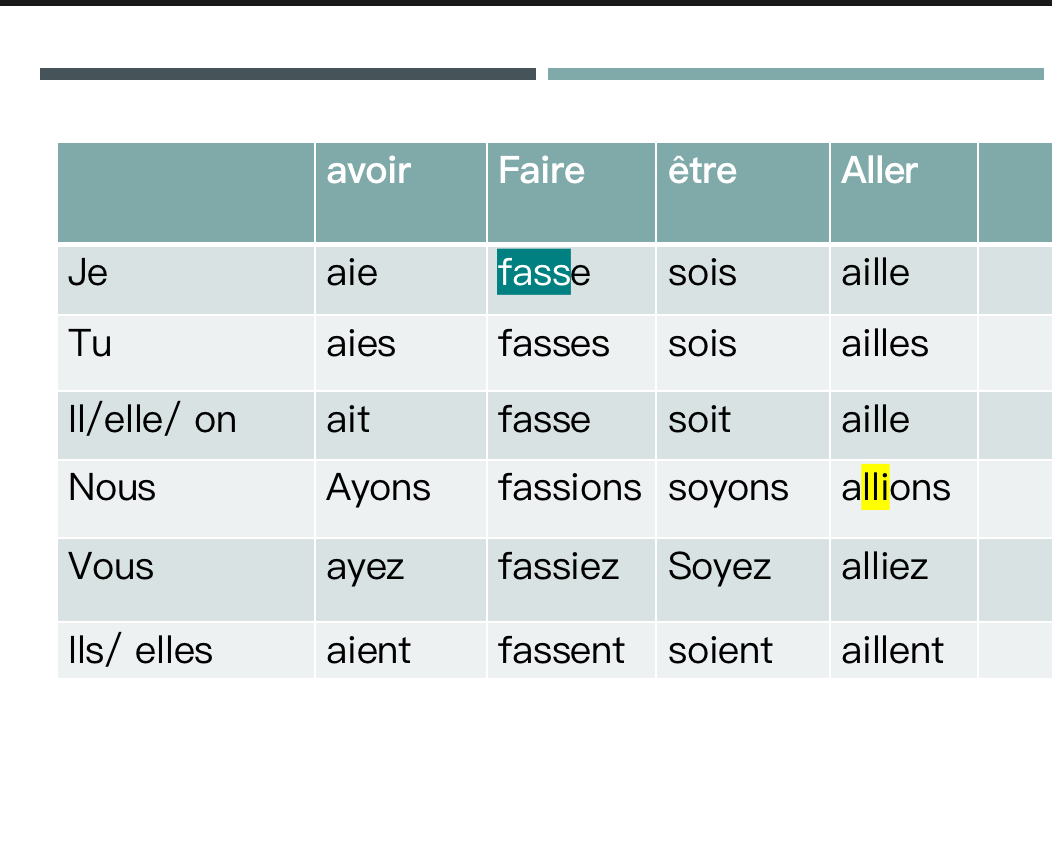 avoir Faire être Aller
Je aie fasse sois aille
Tu aies fasses sois ailles
Il/elle/ on ait fasse soit aille
Nous Ayons fassions soyons allions
Vous ayez fassiez Soyez alliez
Ils/ elles aient fassent soient aillent